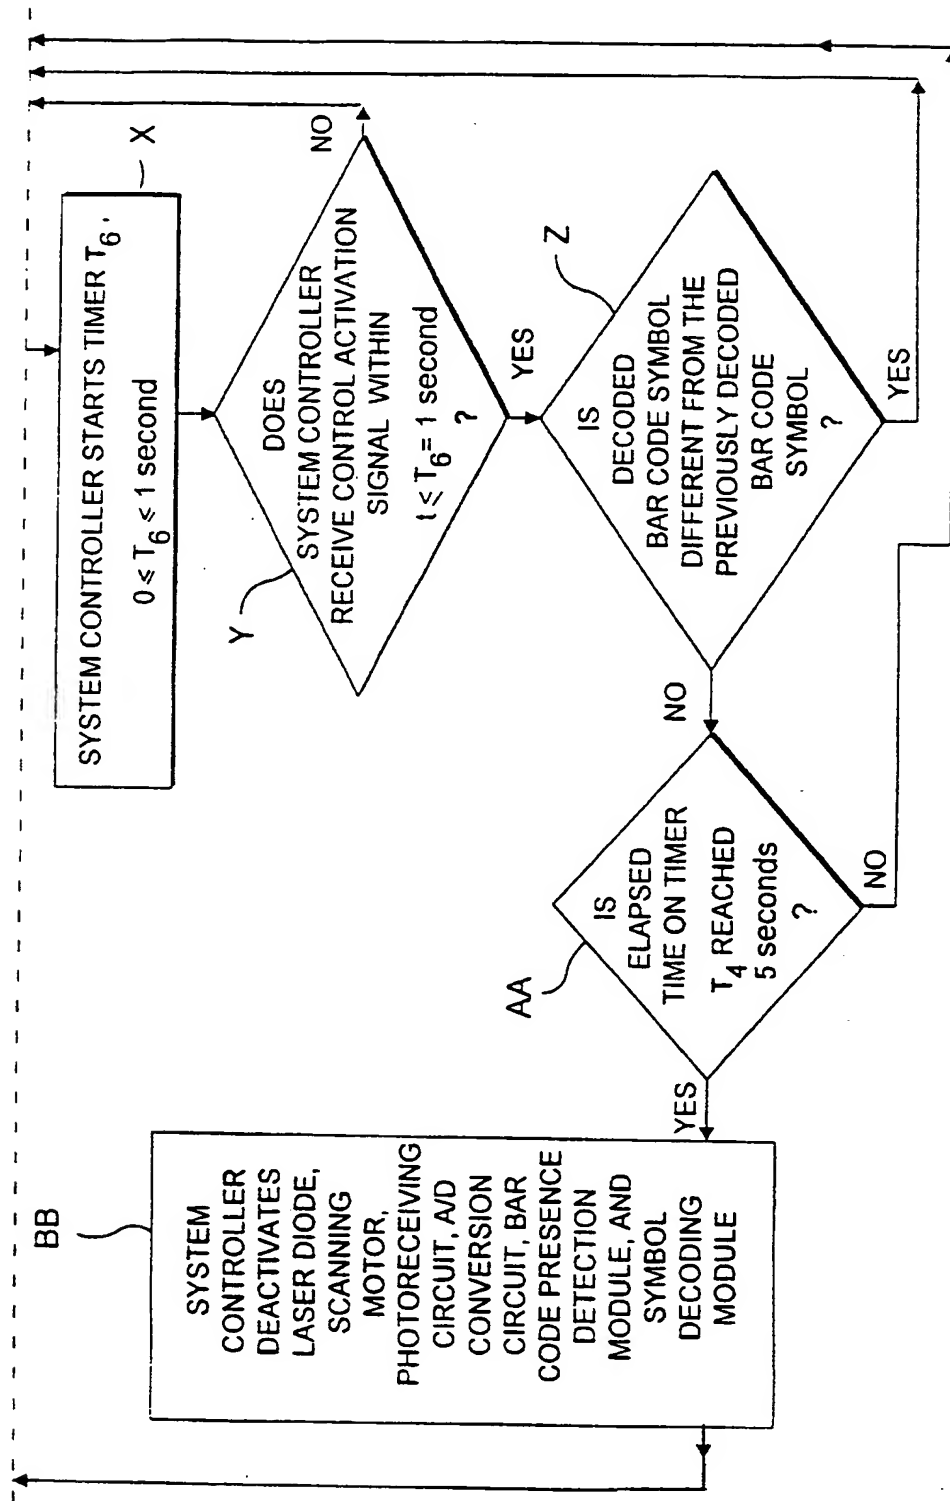 SYSTEM CONTROLLER STARTS TIMER T6,
0 ≤ T6 ≤ 1 second
X
DOES
SYSTEM CONTROLLER
RECEIVE CONTROL ACTIVATION
SIGNAL WITHIN
t ≤ T6 = 1 second
?
Y
NO
YES
IS
DECODED
BAR CODE SYMBOL
DIFFERENT FROM THE
PREVIOUSLY DECODED
BAR CODE
SYMBOL
?
Z
YES
NO
IS
ELAPSED
TIME ON TIMER
T4 REACHED
5 seconds
?
AA
NO
YES
BB
SYSTEM
CONTROLLER
DEACTIVATES
LASER DIODE,
SCANNING
MOTOR,
PHOTORECEIVING
CIRCUIT, A/D
CONVERSION
CIRCUIT, BAR
CODE PRESENCE
DETECTION
MODULE, AND
SYMBOL
DECODING
MODULE